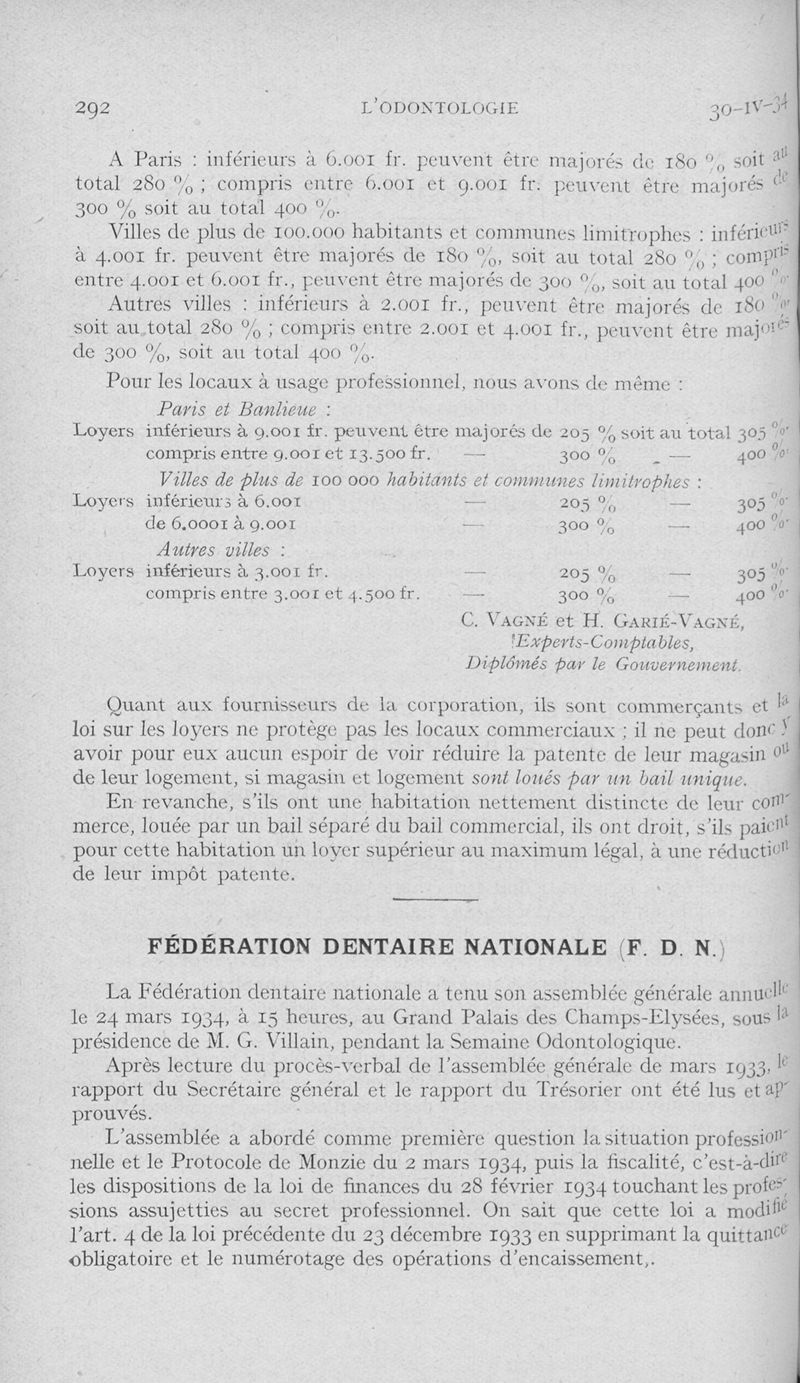 292 L'ODONTOLOGIE 30-IV-34
A Paris : inférieurs à 6.001 fr. peuvent être majorés de 180 % soit au
total 280 % ; compris entre 6.001 et 9.001 fr. peuvent être majorés de
300 % soit au total 400 %.
Villes de plus de 100.000 habitants et communes limitrophes : inférieurs
à 4.001 fr. peuvent être majorés de 180 %, soit au total 280 % ; compris
entre 4.001 et 6.001 fr., peuvent être majorés de 300 %, soit au total 400 %.
Autres villes : inférieurs à 2.001 fr., peuvent être majorés de 180 %,
soit au total 280 % ; compris entre 2.001 et 4.001 fr., peuvent être majorés
de 300 %, soit au total 400 %.
Pour les locaux à usage professionnel, nous avons de même :
Paris et Banlieue :
Loyers inférieurs à 9.001 fr. peuvent être majorés de 205 % soit au total 305 %.
compris entre 9.001 et 13.500 fr. — 300 % — 400 %.
Villes de plus de 100 000 habitants et communes limitrophes :
Loyers inférieurs à 6.001 — 205 % — 305 %.
de 6.0001 à 9.001 — 300 % — 400 %.
Autres villes :
Loyers inférieurs à 3.001 fr. — 205 % — 305 %.
compris entre 3.001 et 4.500 fr. — 300 % — 400 %.
C. VAGNÉ et H. GARIÉ-VAGNÉ,
Experts-Comptables,
Diplômés par le Gouvernement.
Quant aux fournisseurs de la corporation, ils sont commerçants et la
loi sur les loyers ne protège pas les locaux commerciaux ; il ne peut donc y
avoir pour eux aucun espoir de voir réduire la patente de leur magasin ou
de leur logement, si magasin et logement sont loués par un bail unique.
En revanche, s'ils ont une habitation nettement distincte de leur com-
merce, louée par un bail séparé du bail commercial, ils ont droit, s'ils paient
pour cette habitation un loyer supérieur au maximum légal, à une réduction
de leur impôt patente.
FÉDÉRATION DENTAIRE NATIONALE (F. D. N.)
La Fédération dentaire nationale a tenu son assemblée générale annuelle
le 24 mars 1934, à 15 heures, au Grand Palais des Champs-Elysées, sous la
présidence de M. G. Villain, pendant la Semaine Odontologique.
Après lecture du procès-verbal de l'assemblée générale de mars 1933, le
rapport du Secrétaire général et le rapport du Trésorier ont été lus et ap-
prouvés.
L'assemblée a abordé comme première question la situation profession-
nelle et le Protocole de Monzie du 2 mars 1934, puis la fiscalité, c'est-à-dire
les dispositions de la loi de finances du 28 février 1934 touchant les profes-
sions assujetties au secret professionnel. On sait que cette loi a modifié
l'art. 4 de la loi précédente du 23 décembre 1933 en supprimant la quittance
obligatoire et le numérotage des opérations d'encaissement,.